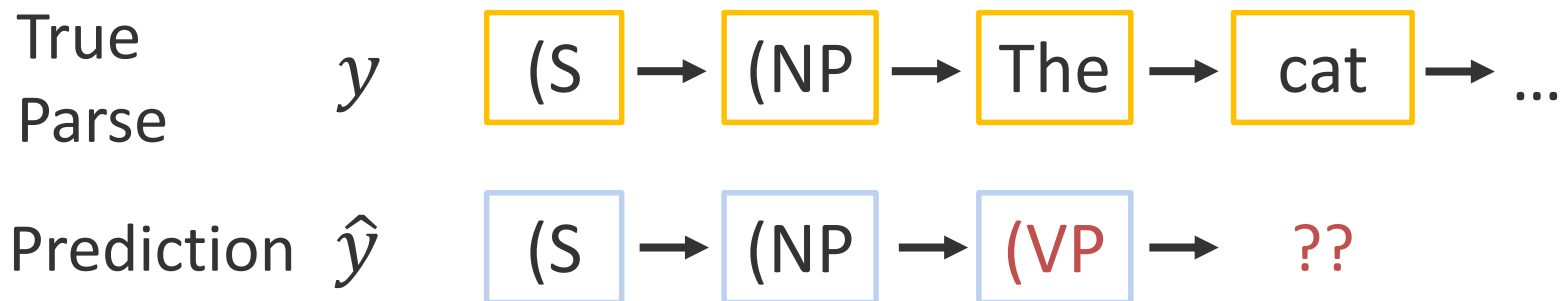 True Parse y (S → (NP → The → cat → ...
Prediction ŷ (S → (NP → (VP → ??